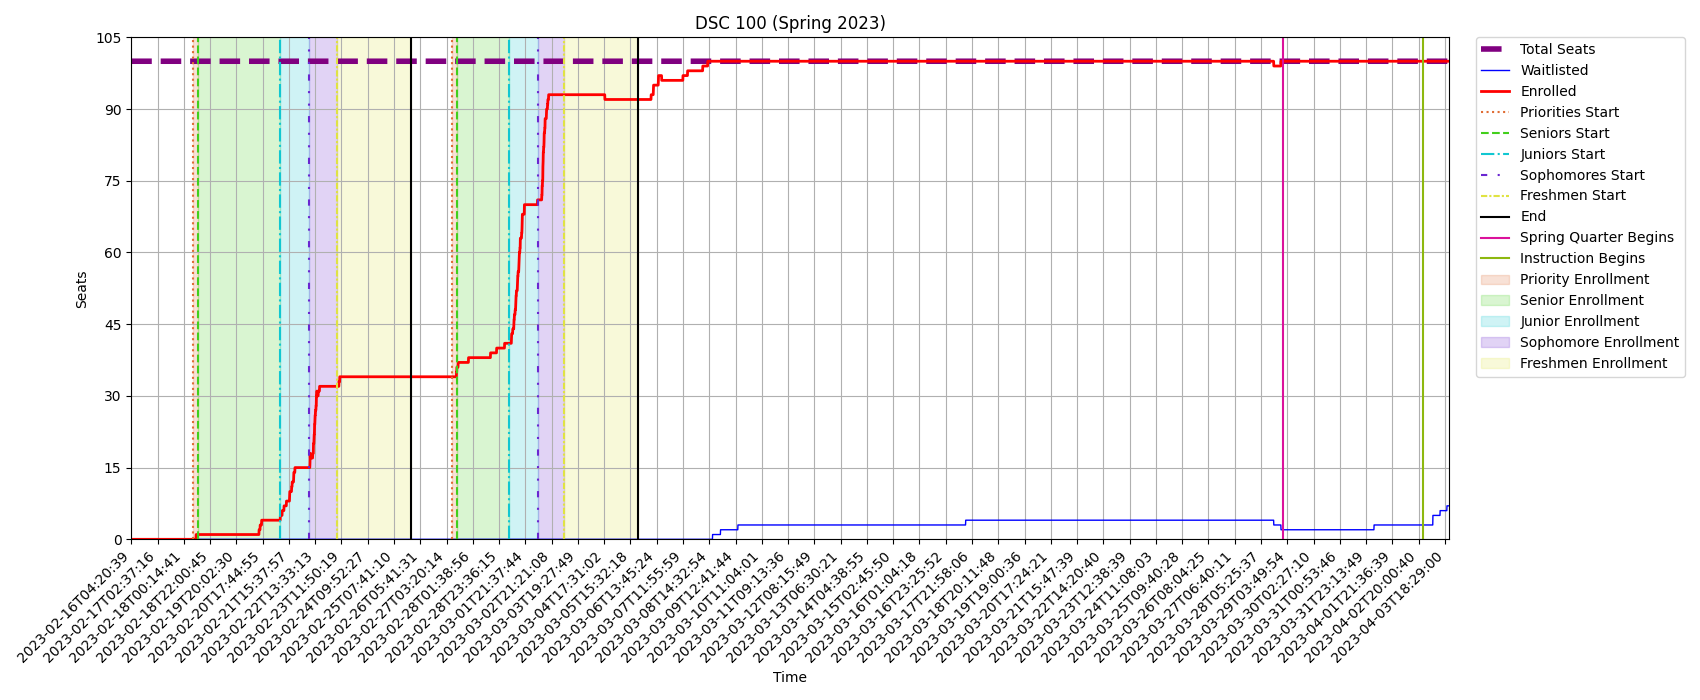 DSC 100 (Spring 2023)
105
90
75
60
45
30
15
0
Seats
2023-02-16T04:20:39
2023-02-17T02:37:16
2023-02-18T00:14:41
2023-02-18T22:00:45
2023-02-19T20:02:30
2023-02-20T17:44:55
2023-02-21T15:37:57
2023-02-22T13:33:13
2023-02-23T11:50:19
2023-02-24T09:52:27
2023-02-25T07:41:10
2023-02-26T05:41:31
2023-02-27T03:20:14
2023-02-28T01:38:56
2023-02-28T23:36:15
2023-03-01T21:37:44
2023-03-02T21:21:08
2023-03-03T19:27:49
2023-03-04T17:31:02
2023-03-05T15:32:18
2023-03-06T13:45:24
2023-03-07T11:55:59
2023-03-08T14:32:54
2023-03-09T12:41:44
2023-03-10T11:04:01
2023-03-11T09:13:36
2023-03-12T08:15:49
2023-03-13T06:30:21
2023-03-14T04:38:55
2023-03-15T02:45:50
2023-03-16T01:04:18
2023-03-16T23:25:52
2023-03-17T21:58:06
2023-03-18T20:11:48
2023-03-19T19:00:36
2023-03-20T17:24:21
2023-03-21T15:47:39
2023-03-22T14:20:40
2023-03-23T12:38:39
2023-03-24T11:08:03
2023-03-25T09:40:28
2023-03-26T08:04:25
2023-03-27T06:40:11
2023-03-28T05:25:37
2023-03-29T03:49:54
2023-03-30T02:27:10
2023-03-31T00:53:46
2023-03-31T23:13:49
2023-04-01T21:36:39
2023-04-02T20:00:40
2023-04-03T18:29:00
Time
Total Seats
Waitlisted
Enrolled
Priorities Start
Seniors Start
Juniors Start
Sophomores Start
Freshmen Start
End
Spring Quarter Begins
Instruction Begins
Priority Enrollment
Senior Enrollment
Junior Enrollment
Sophomore Enrollment
Freshmen Enrollment